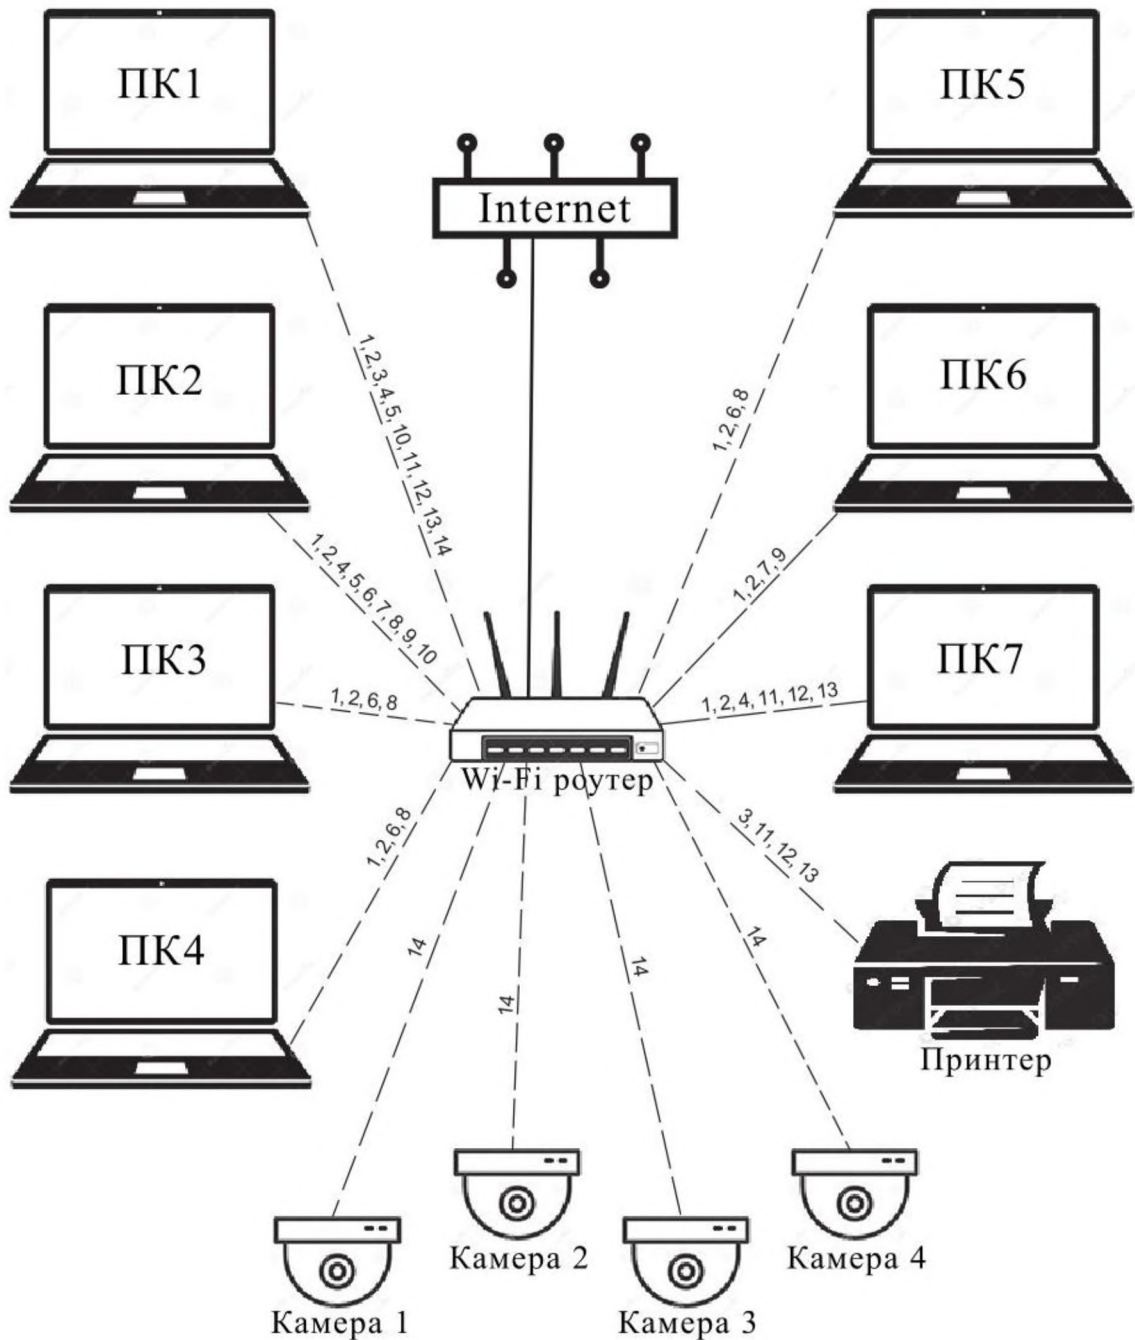 ПК1
ПК5
Internet
ПК2
ПК6
1, 2, 3, 4, 5, 10, 11, 12, 13, 14
1, 2, 6, 8
1, 2, 4, 5, 6, 7, 8, 9, 10
1, 2, 7, 9
ПК3
ПК7
1, 2, 6, 8
1, 2, 4, 11, 12, 13
Wi-Fi роутер
1, 2, 6, 8
3, 11, 12, 13
ПК4
14
14
14
14
Принтер
Камера 2
Камера 4
Камера 1
Камера 3